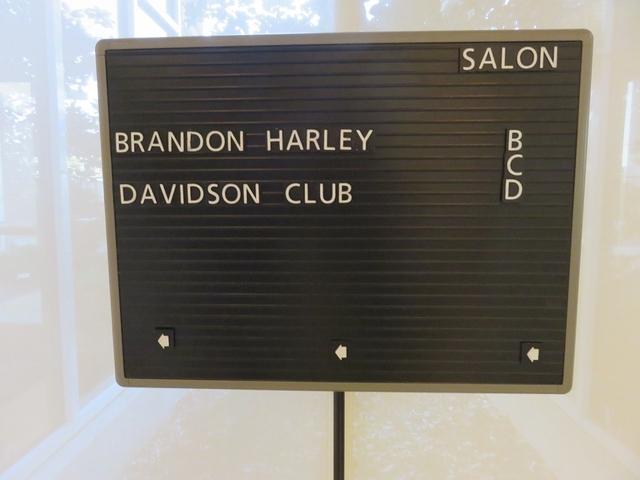 SALON
BRANDON HARLEY B
C
DAVIDSON CLUB D